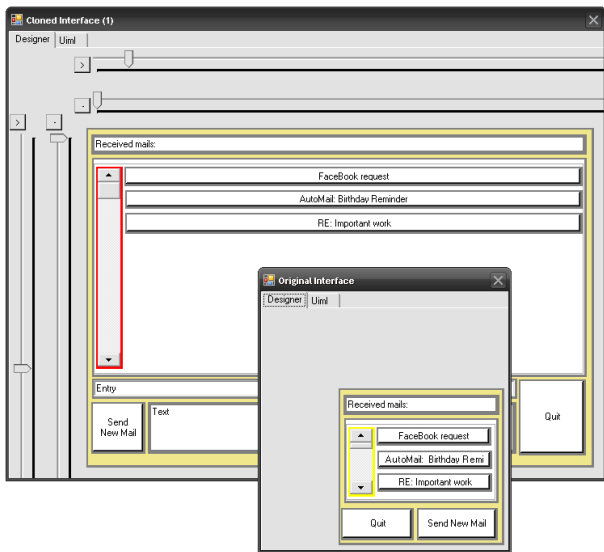 Cloned Interface (1)
Designer Uiml
>
-
> -
Received mails:
FaceBook request
AutoMail: Birthday Reminder
RE: Important work
Entry
Send
New Mail
Text
Quit
Original Interface
Designer Uiml
Received mails:
FaceBook request
AutoMail: Birthday Remi
RE: Important work
Quit Send New Mail